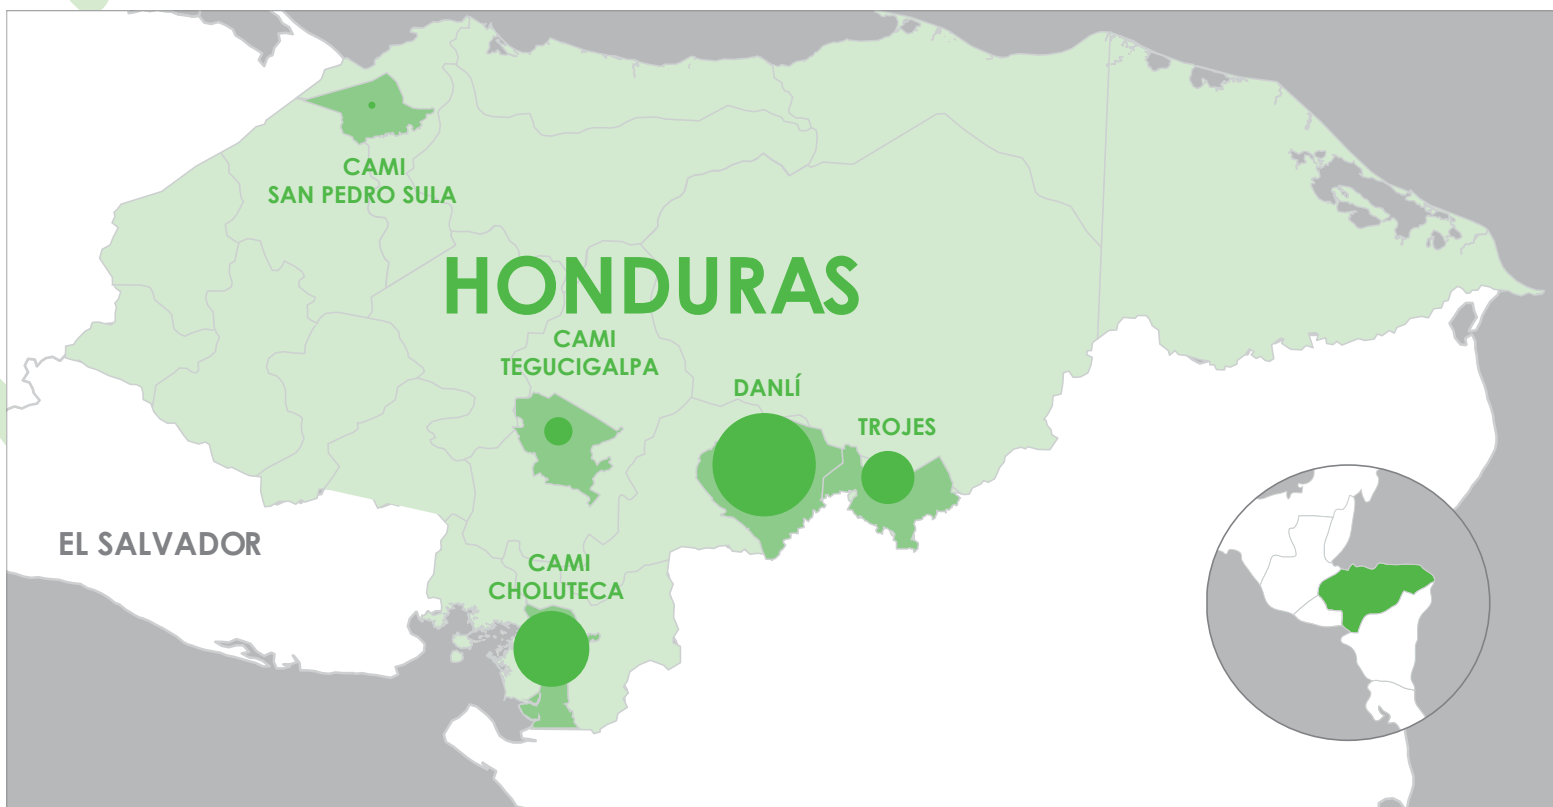 CAMI
SAN PEDRO SULA
HONDURAS
CAMI
TEGUCIGALPA
DANLÍ
TROJES
EL SALVADOR
CAMI
CHOLUTECA